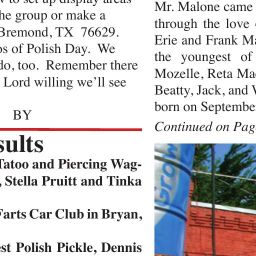 w to set up display areas
he group or make a
Bremond, TX 76629.
os of Polish Day. We
do, too. Remember there
Lord willing we'll see
BY
sults
Tatoo and Piercing Wag-
, Stella Pruitt and Tinka
Farts Car Club in Bryan,
est Polish Pickle, Dennis
Mr. Malone came
through the love
Erie and Frank Ma
the youngest of
Mozelle, Reta Mae
Beatty, Jack, and W
born on September
Continued on Pag
GROW